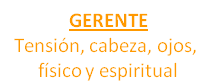 GERENTE
Tensión, cabeza, ojos,
físico y espiritual